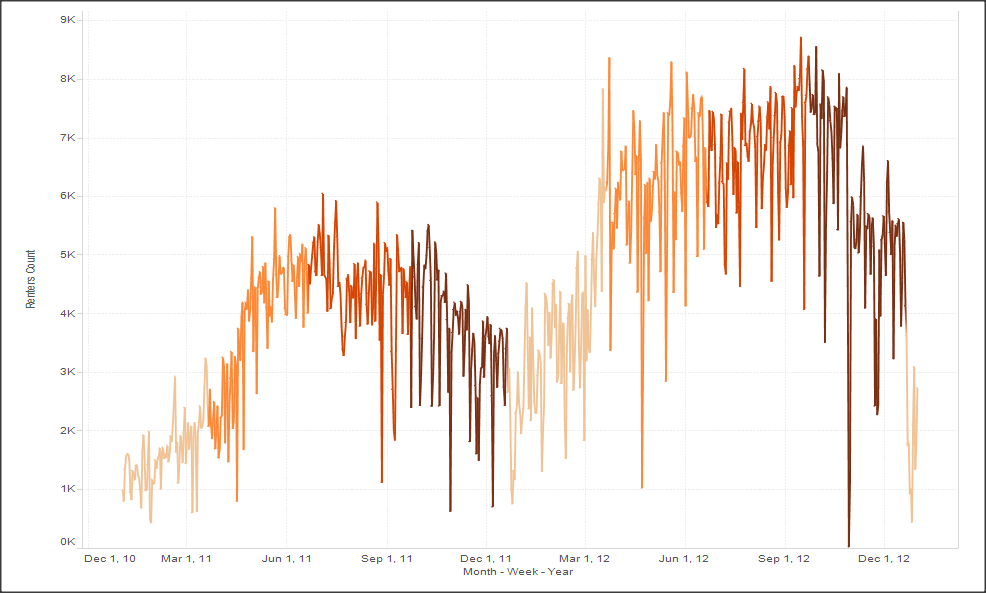 9K
8K
7K
6K
5K
4K
3K
2K
1K
0K
Renters Count
Dec 1, 10 Mar 1, 11 Jun 1, 11 Sep 1, 11 Dec 1, 11 Mar 1, 12 Jun 1, 12 Sep 1, 12 Dec 1, 12
Month - Week - Year